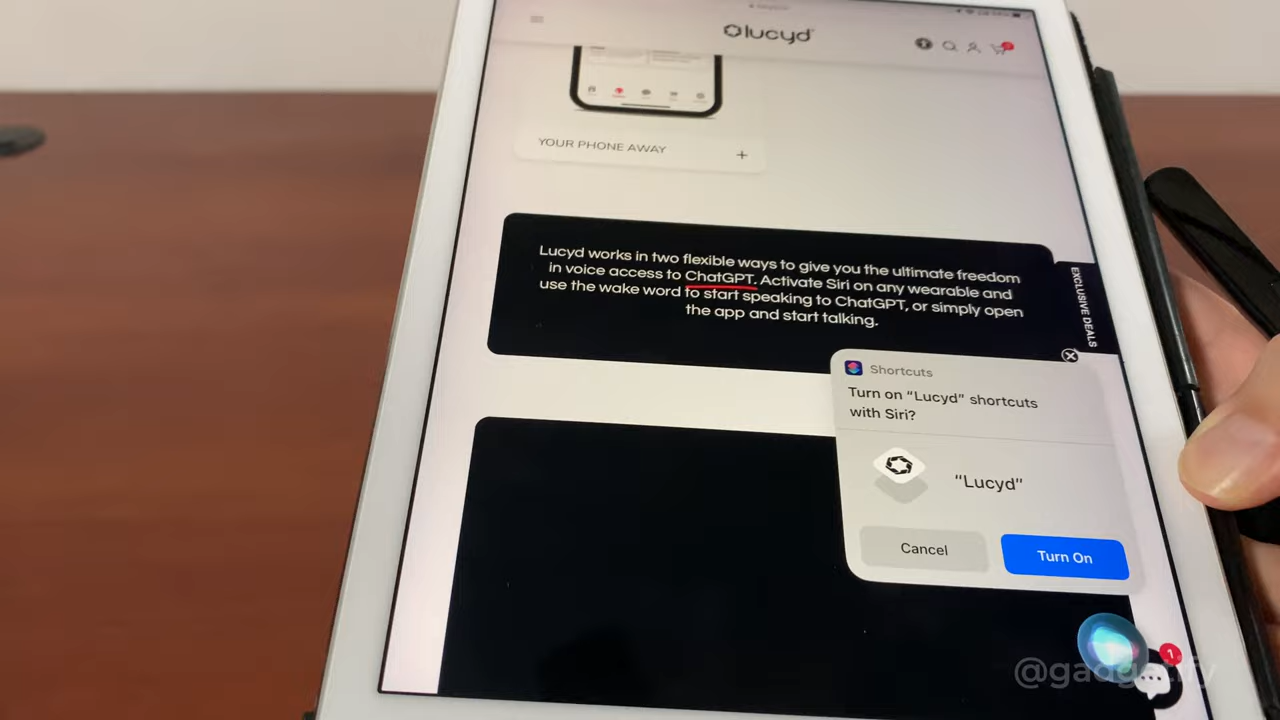 lucyd
YOUR PHONE AWAY +
Lucyd works in two flexible ways to give you the ultimate freedom
in voice access to ChatGPT. Activate Siri on any wearable and
use the wake word to start speaking to ChatGPT, or simply open
the app and start talking.
EXCLUSIVE DEALS
Shortcuts
Turn on “Lucyd” shortcuts
with Siri?
“Lucyd”
Cancel
Turn On
1
@gadgetify